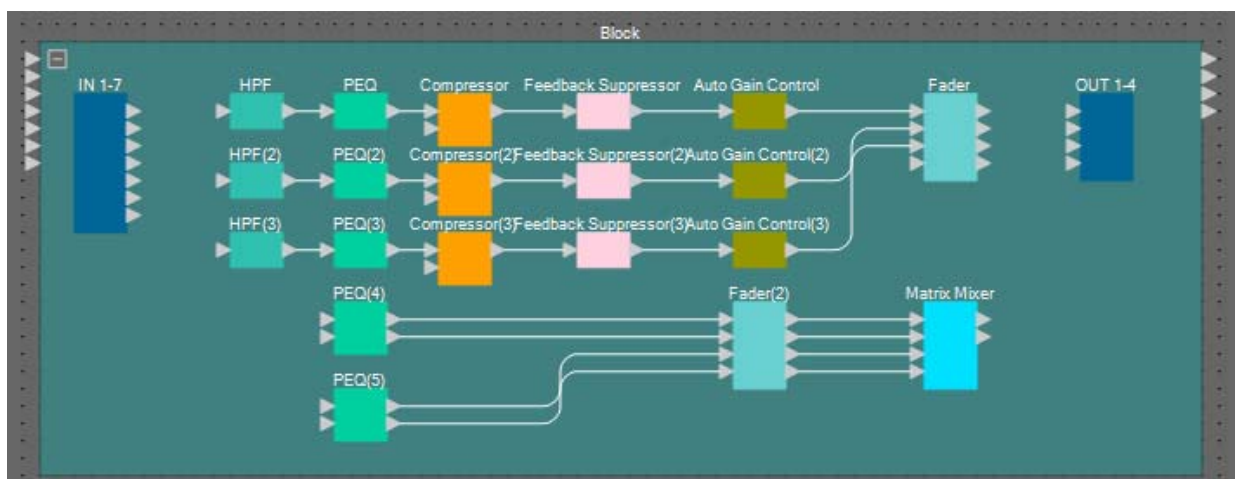 Block
IN 1-7
HPF
PEQ
Compressor
Feedback Suppressor
Auto Gain Control
Fader
OUT 1-4
HPF(2)
PEQ(2)
Compressor(2)
Feedback Suppressor(2)
Auto Gain Control(2)
HPF(3)
PEQ(3)
Compressor(3)
Feedback Suppressor(3)
Auto Gain Control(3)
PEQ(4)
Fader(2)
Matrix Mixer
PEQ(5)